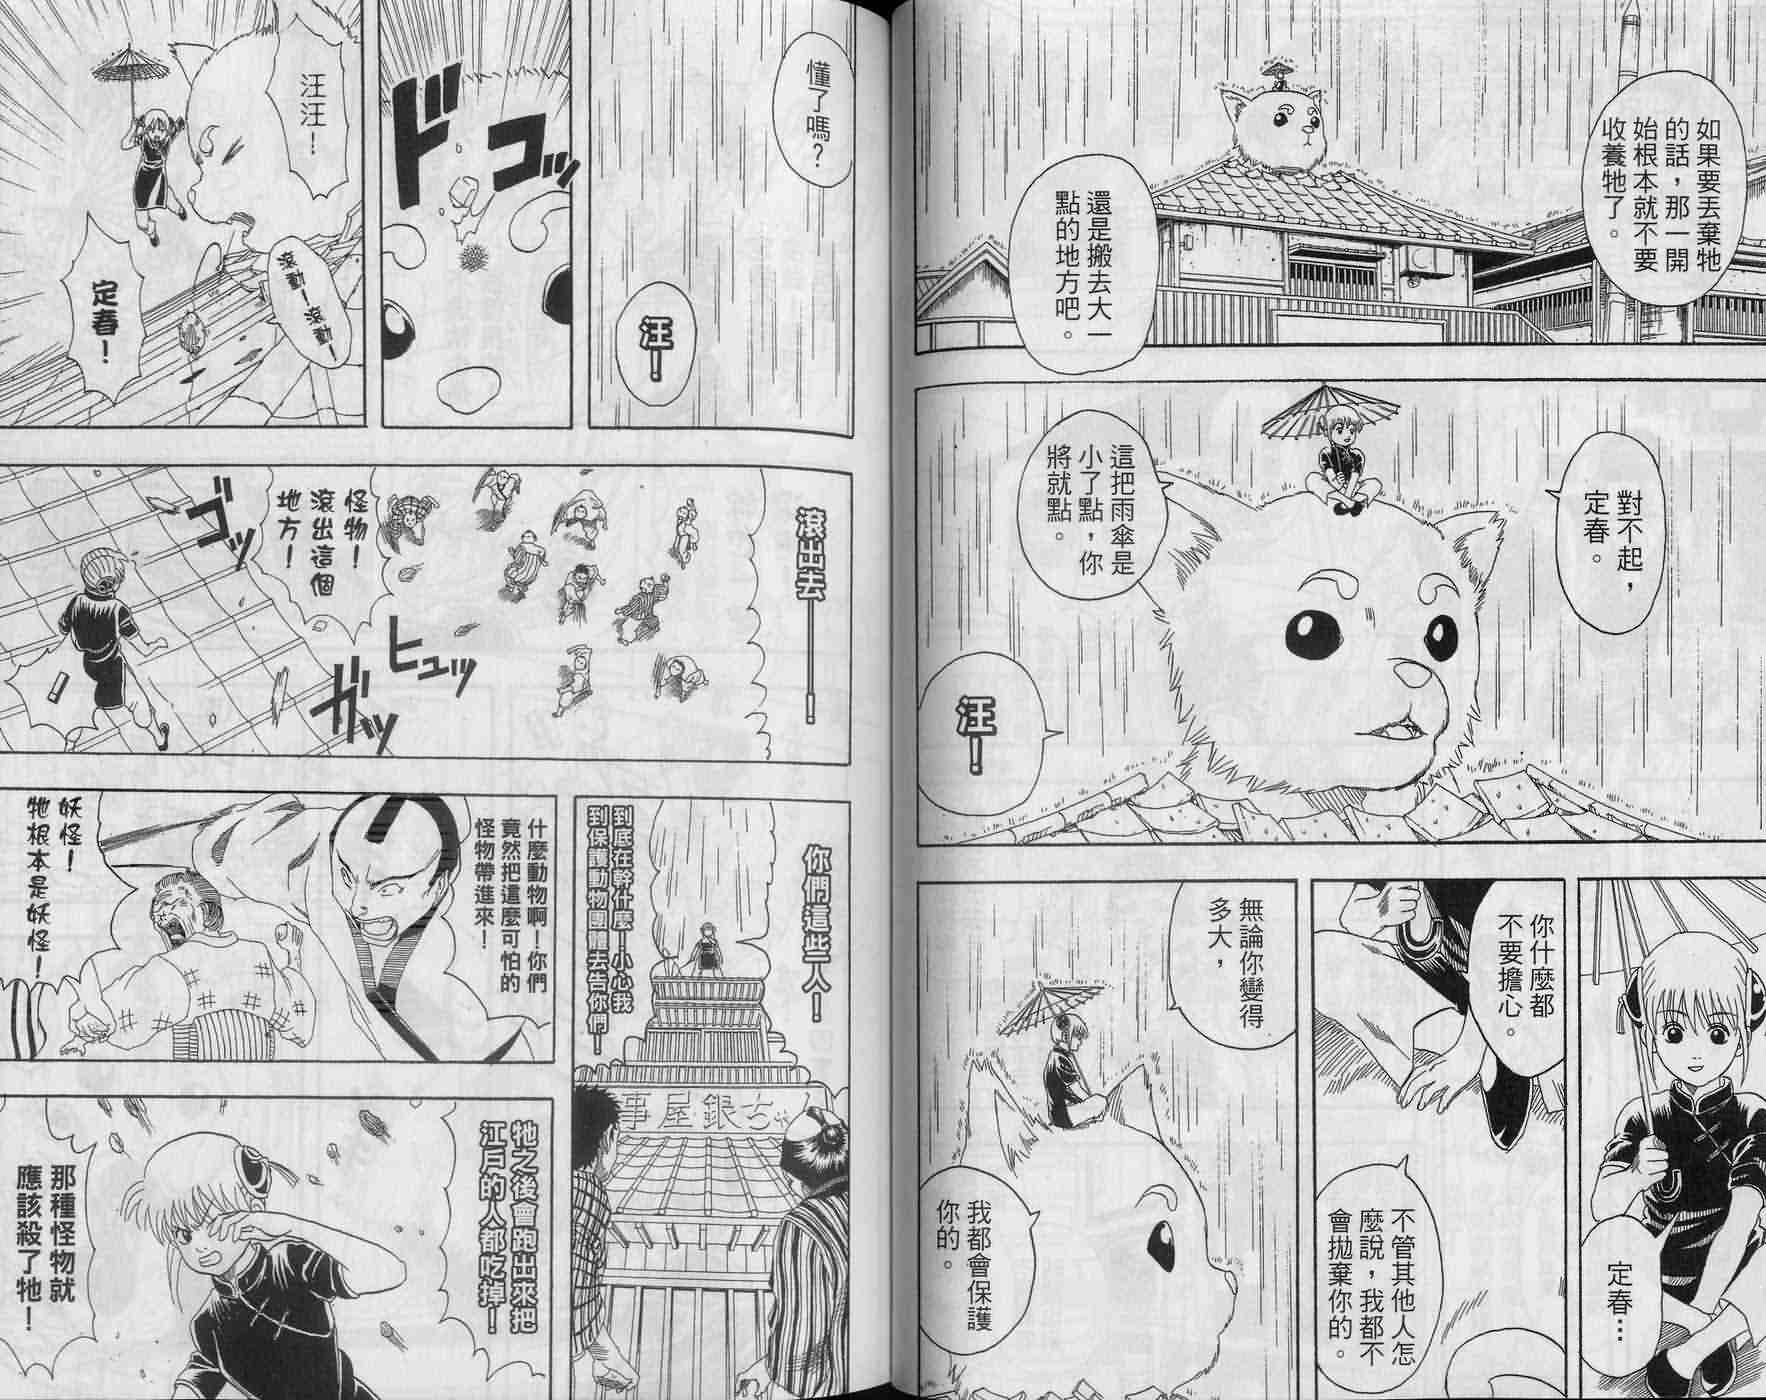 如果要丟棄牠
的話，那一開
始根本就不要
收養牠了。
還是搬去大一
點的地方吧。
對不起，
定春。
這把雨傘是
小了點，你
將就點。
汪！
定春…
你什麼都
不要擔心。
不管其他人怎
麼說，我都不
會拋棄你的。
無論你變得
多大，
我都會保護
你的。
懂了嗎？
汪！
ドコッ
汪汪！
滾動！滾動！
定春！
滾出去——！
怪物！
滾出這個
地方！
ゴッ
ヒュッ
ガッ
你們這些人！
到底在幹什麼！小心我
到保護動物團體去告你們！
什麼動物啊！你們
竟然把這麼可怕的
怪物帶進來！
妖怪！
牠根本是妖怪！
牠之後會跑出來把
江戶的人都吃掉！
那種怪物就
應該殺了牠！
事屋銀